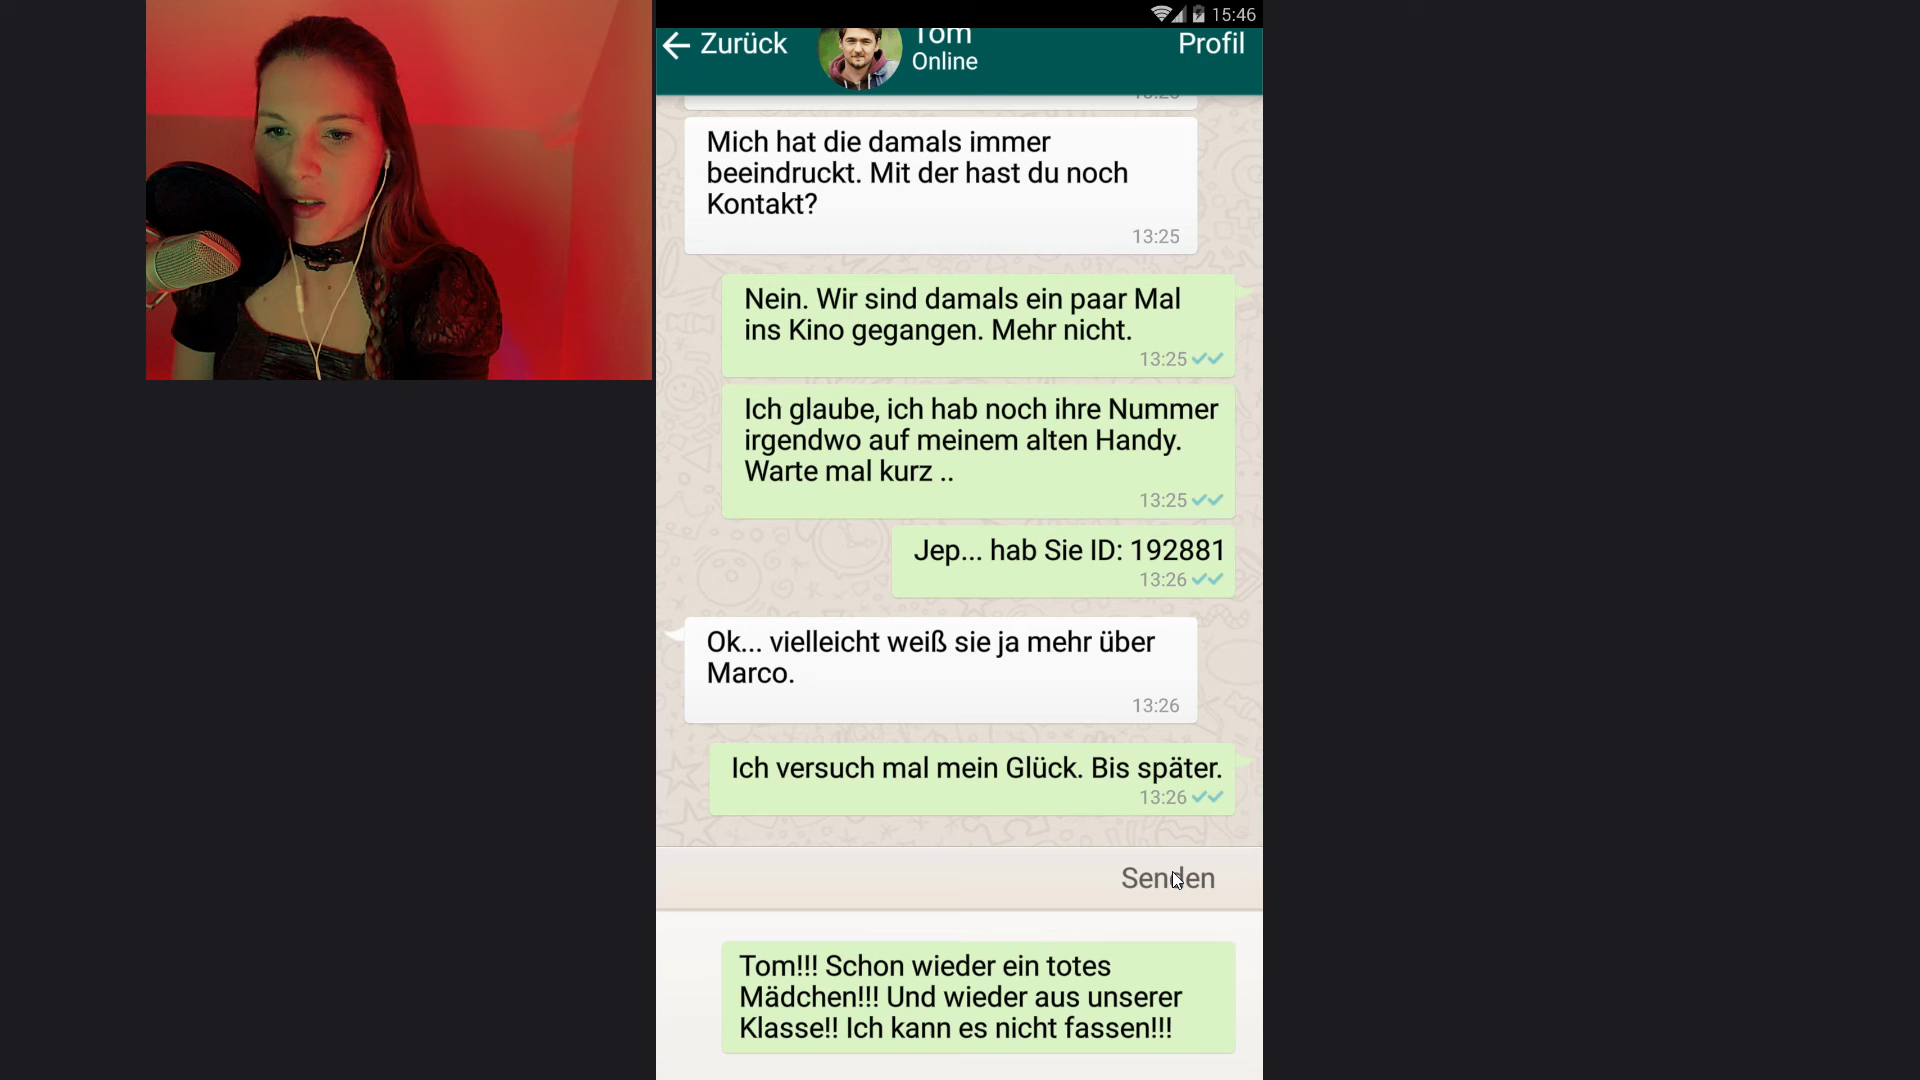 15:46
Zurück
Tom
Online
Profil
Mich hat die damals immer
beeindruckt. Mit der hast du noch
Kontakt?
13:25
Nein. Wir sind damals ein paar Mal
ins Kino gegangen. Mehr nicht.
13:25
Ich glaube, ich hab noch ihre Nummer
irgendwo auf meinem alten Handy.
Warte mal kurz ..
13:25
Jep... hab Sie ID: 192881
13:26
Ok... vielleicht weiß sie ja mehr über
Marco.
13:26
Ich versuch mal mein Glück. Bis später.
13:26
Senden
Tom!!! Schon wieder ein totes
Mädchen!!! Und wieder aus unserer
Klasse!! Ich kann es nicht fassen!!!